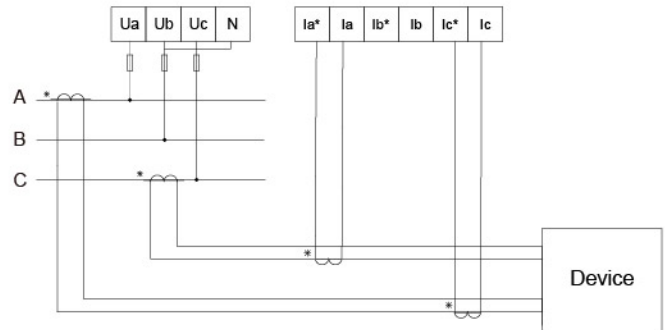 Ua Ub Uc N Ia* Ia Ib* Ib Ic* Ic
A *
B
C *
*
Device
*